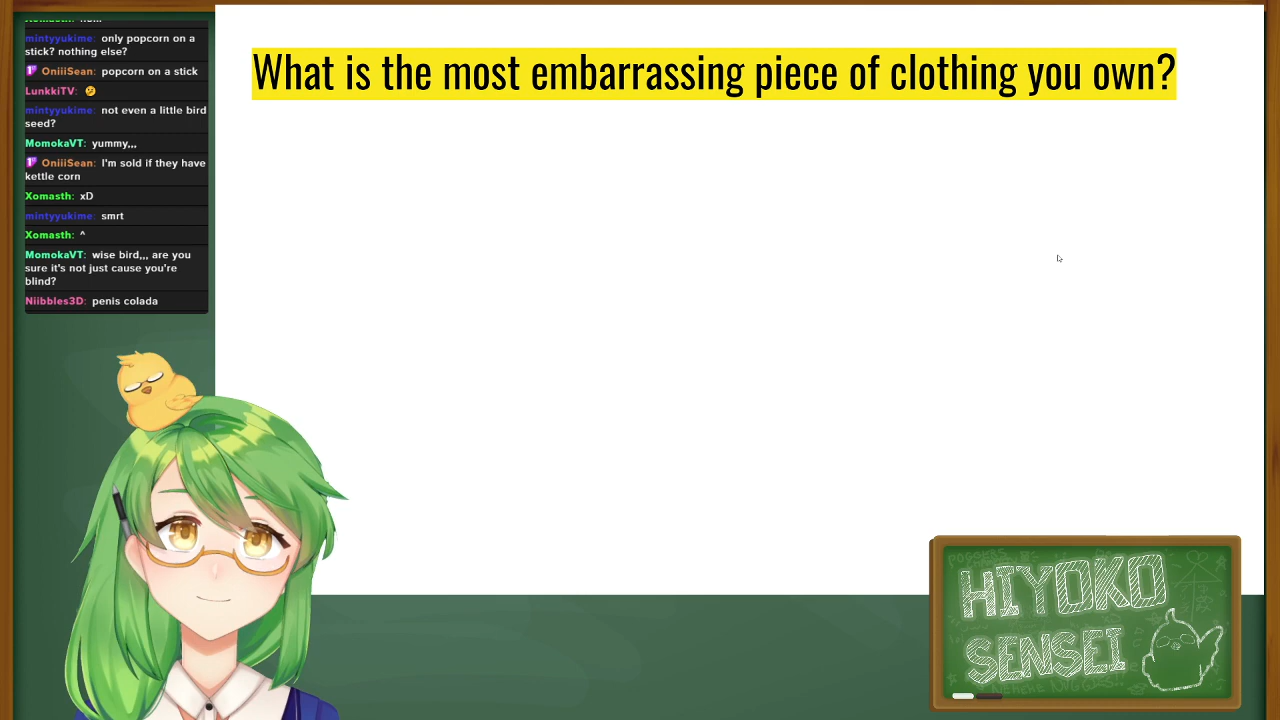 mintyyukime: only popcorn on a
stick? nothing else?
OniiiSean: popcorn on a stick
LunkkiTV: 🫤
mintyyukime: not even a little bird
seed?
MomokaVT: yummy,,,
OniiiSean: I'm sold if they have
kettle corn
Xomasth: xD
mintyyukime: smrt
Xomasth: ^
MomokaVT: wise bird,,, are you
sure it's not just cause you're
blind?
Niibbles3D: penis colada
What is the most embarrassing piece of clothing you own?
HIYOKO
SENSEI